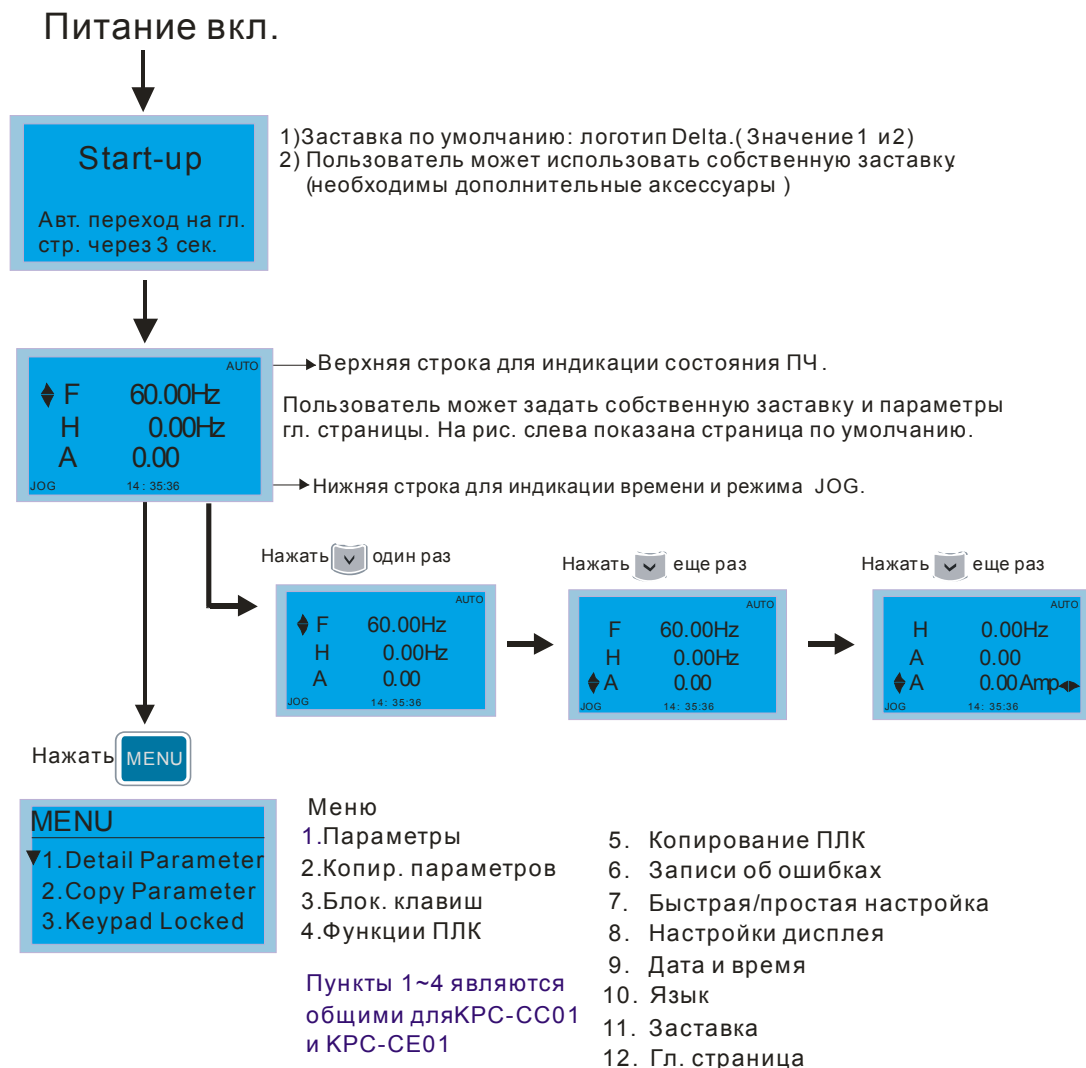 Питание вкл.
Start-up
Авт. переход на гл.
стр. через 3 сек.
1)Заставка по умолчанию: логотип Delta.(Значение 1 и2)
2) Пользователь может использовать собственную заставку
(необходимы дополнительные аксессуары )
AUTO
F 60.00Hz
H 0.00Hz
A 0.00
JOG 14 : 35:36
Верхняя строка для индикации состояния ПЧ.
Пользователь может задать собственную заставку и параметры
гл. страницы. На рис. слева показана страница по умолчанию.
Нижняя строка для индикации времени и режима JOG.
Нажать один раз
AUTO
F 60.00Hz
H 0.00Hz
A 0.00
JOG 14: 35:36
Нажать еще раз
AUTO
F 60.00Hz
H 0.00Hz
A 0.00
JOG 14: 35:36
Нажать еще раз
AUTO
H 0.00Hz
A 0.00
A 0.00 Amp
JOG 14: 35:36
Нажать MENU
MENU
1.Detail Parameter
2.Copy Parameter
3.Keypad Locked
Меню
1.Параметры
2.Копир. параметров
3.Блок. клавиш
4.Функции ПЛК
Пункты 1~4 являются
общими дляKPC-CC01
и KPC-CE01
5. Копирование ПЛК
6. Записи об ошибках
7. Быстрая/простая настройка
8. Настройки дисплея
9. Дата и время
10. Язык
11. Заставка
12. Гл. страница